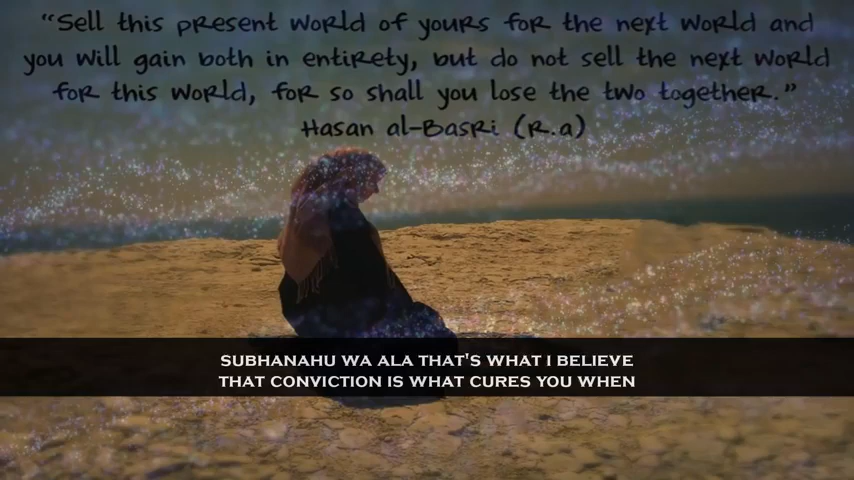 "Sell this present world of yours for the next world and
you will gain both in entirety, but do not sell the next world
for this world, for so shall you lose the two together."
Hasan al-Basri (R.a)
SUBHANAHU WA ALA THAT'S WHAT I BELIEVE
THAT CONVICTION IS WHAT CURES YOU WHEN